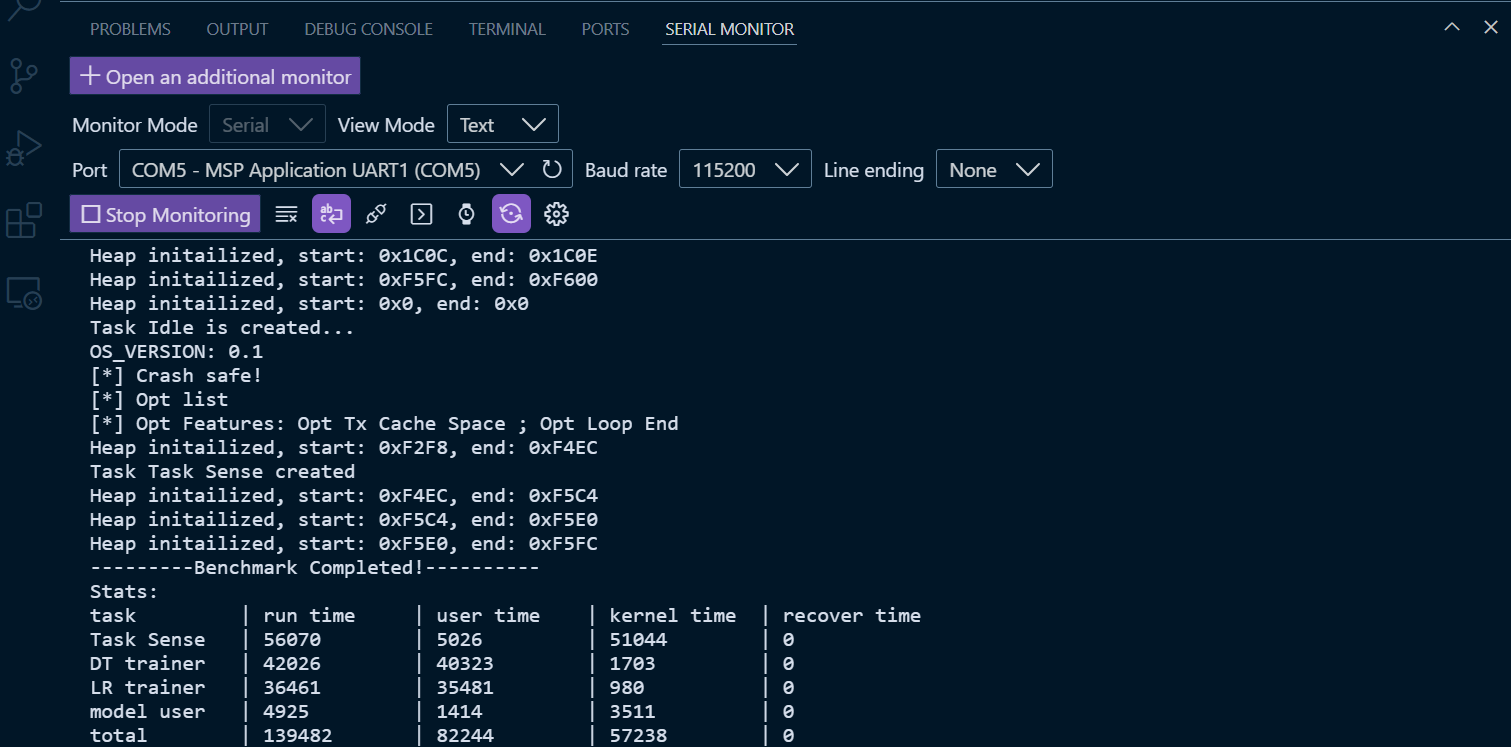 PROBLEMS OUTPUT DEBUG CONSOLE TERMINAL PORTS SERIAL MONITOR
Open an additional monitor
Monitor Mode Serial View Mode Text
Port COM5 - MSP Application UART1 (COM5) Baud rate 115200 Line ending None
Stop Monitoring
Heap initailized, start: 0x1C0C, end: 0x1C0E
Heap initailized, start: 0xF5FC, end: 0xF600
Heap initailized, start: 0x0, end: 0x0
Task Idle is created...
OS_VERSION: 0.1
[*] Crash safe!
[*] Opt list
[*] Opt Features: Opt Tx Cache Space ; Opt Loop End
Heap initailized, start: 0xF2F8, end: 0xF4EC
Task Task Sense created
Heap initailized, start: 0xF4EC, end: 0xF5C4
Heap initailized, start: 0xF5C4, end: 0xF5E0
Heap initailized, start: 0xF5E0, end: 0xF5FC
---------Benchmark Completed!----------
Stats:
task | run time | user time | kernel time | recover time
Task Sense | 56070 | 5026 | 51044 | 0
DT trainer | 42026 | 40323 | 1703 | 0
LR trainer | 36461 | 35481 | 980 | 0
model user | 4925 | 1414 | 3511 | 0
total | 139482 | 82244 | 57238 | 0